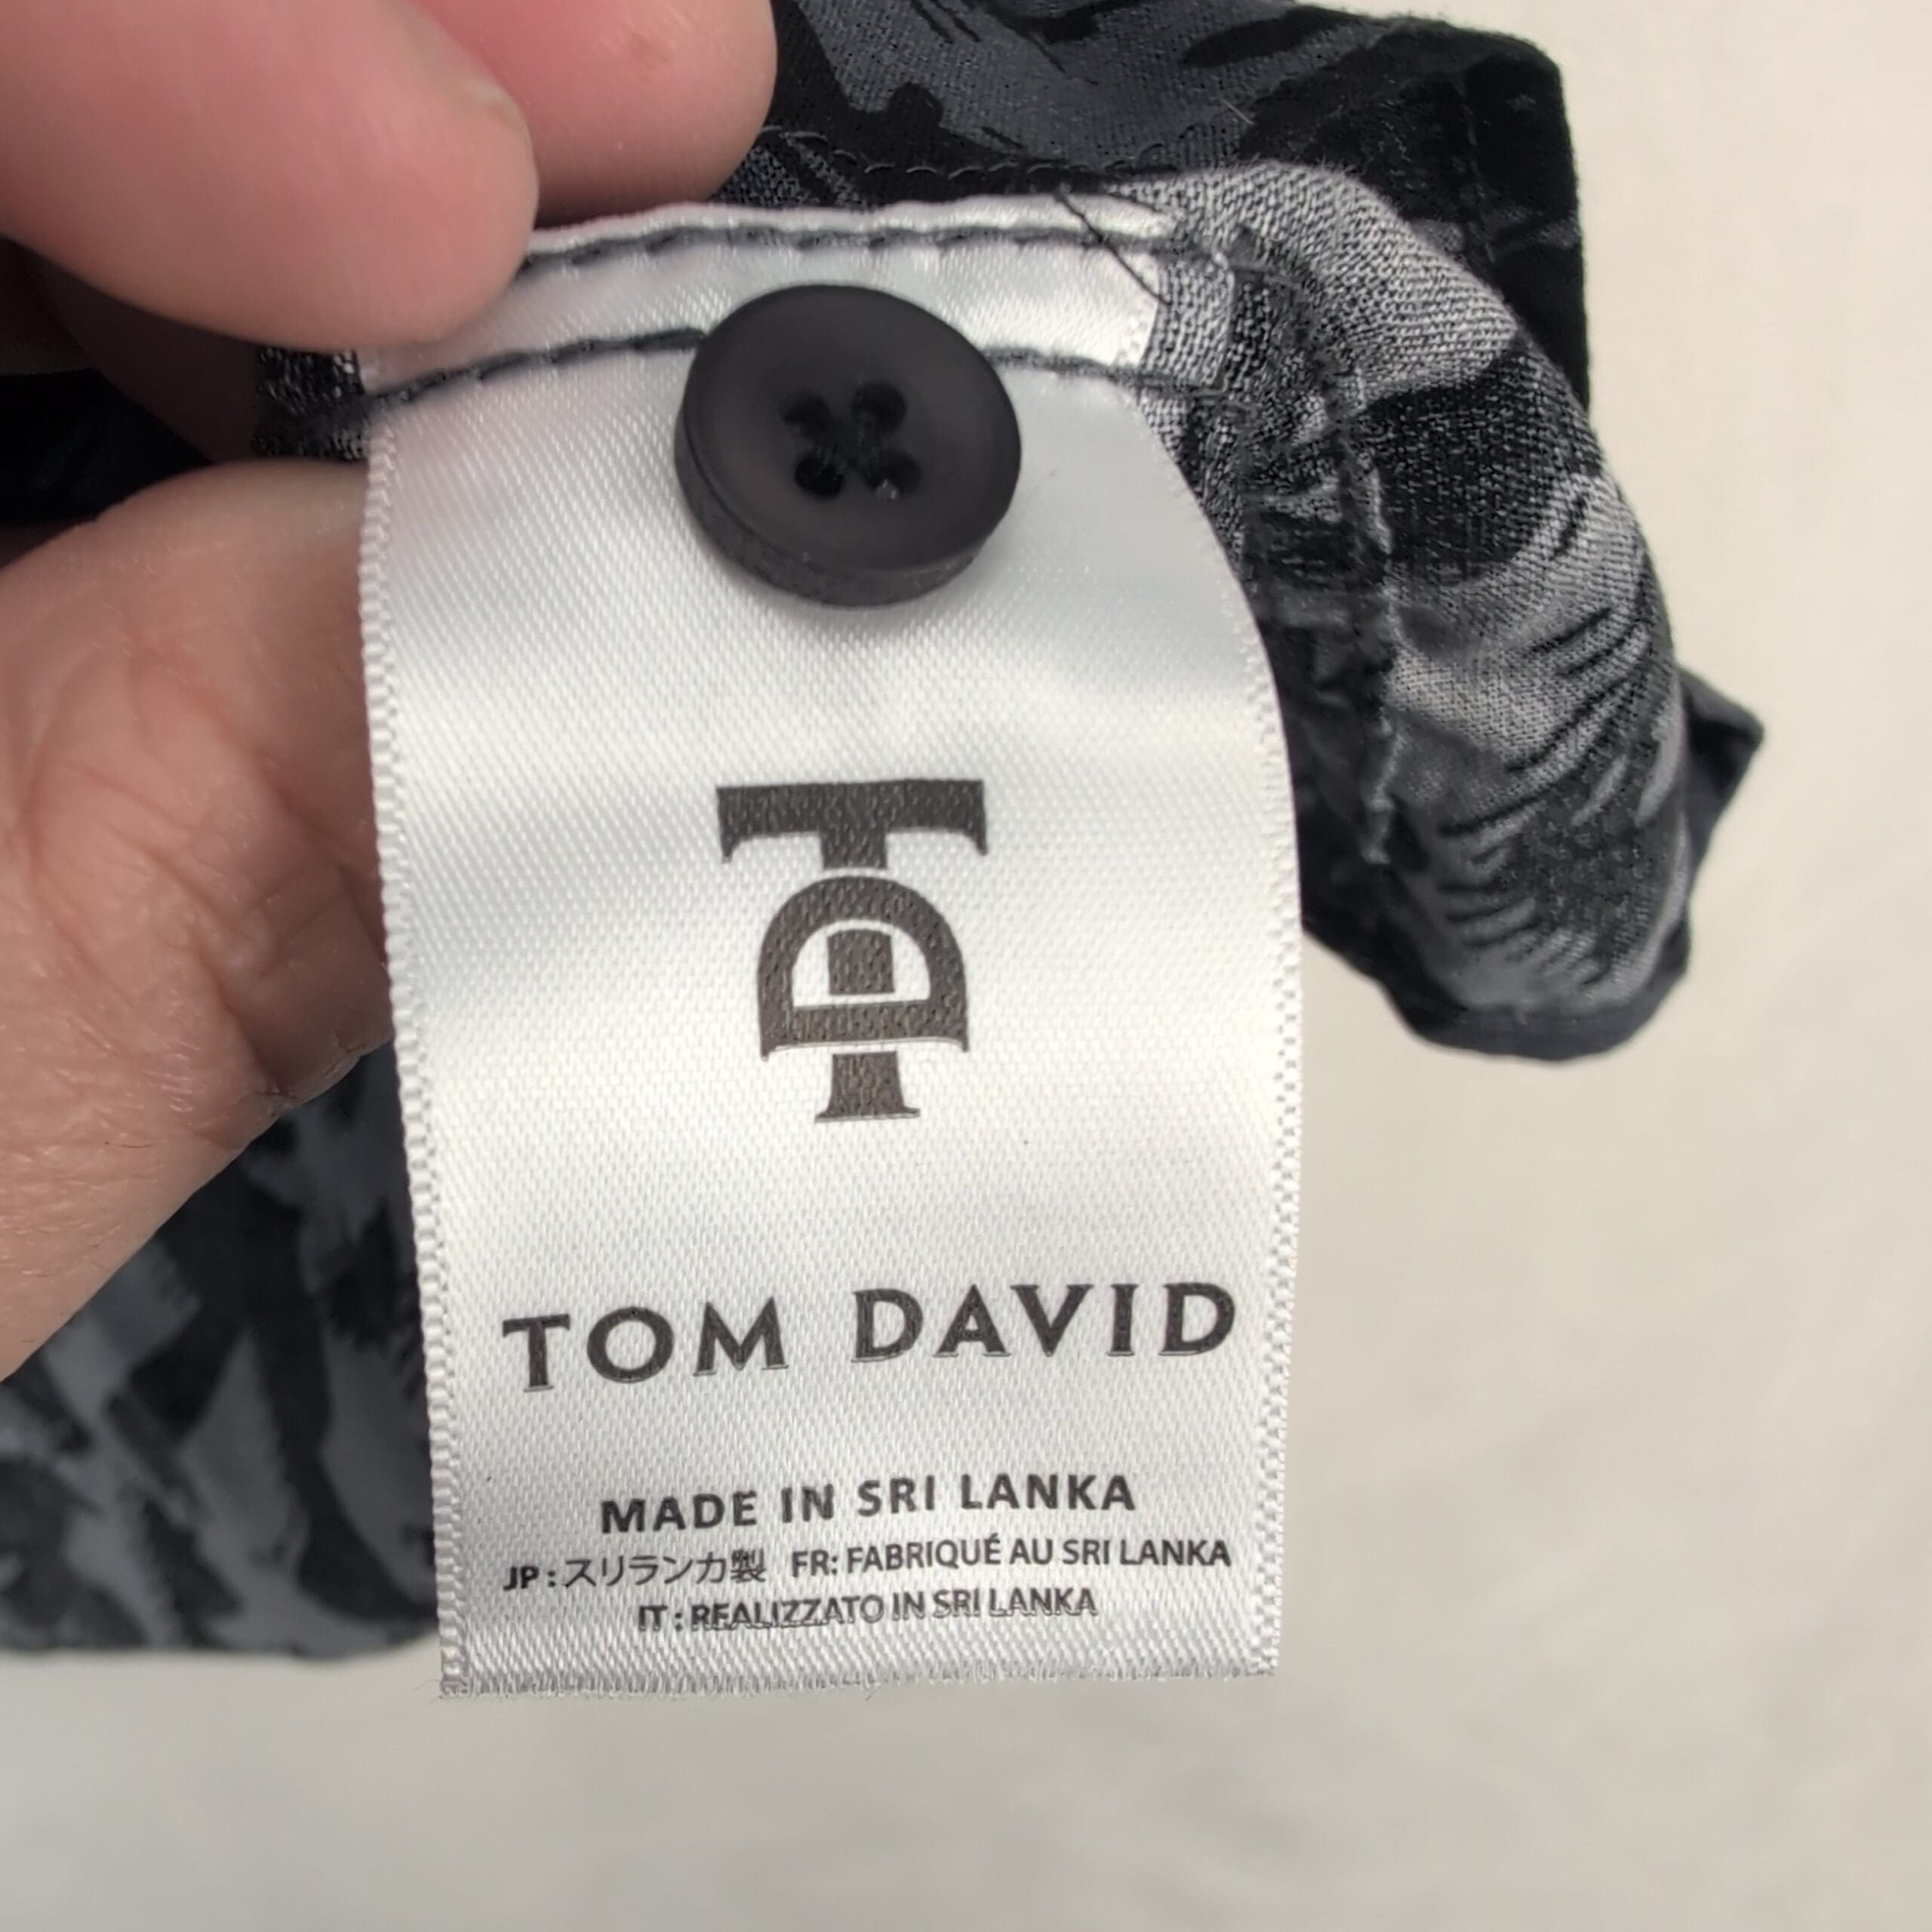 TD
TOM DAVID
MADE IN SRI LANKA
JP : スリランカ製 FR: FABRIQUÉ AU SRI LANKA
IT : REALIZZATO IN SRI LANKA